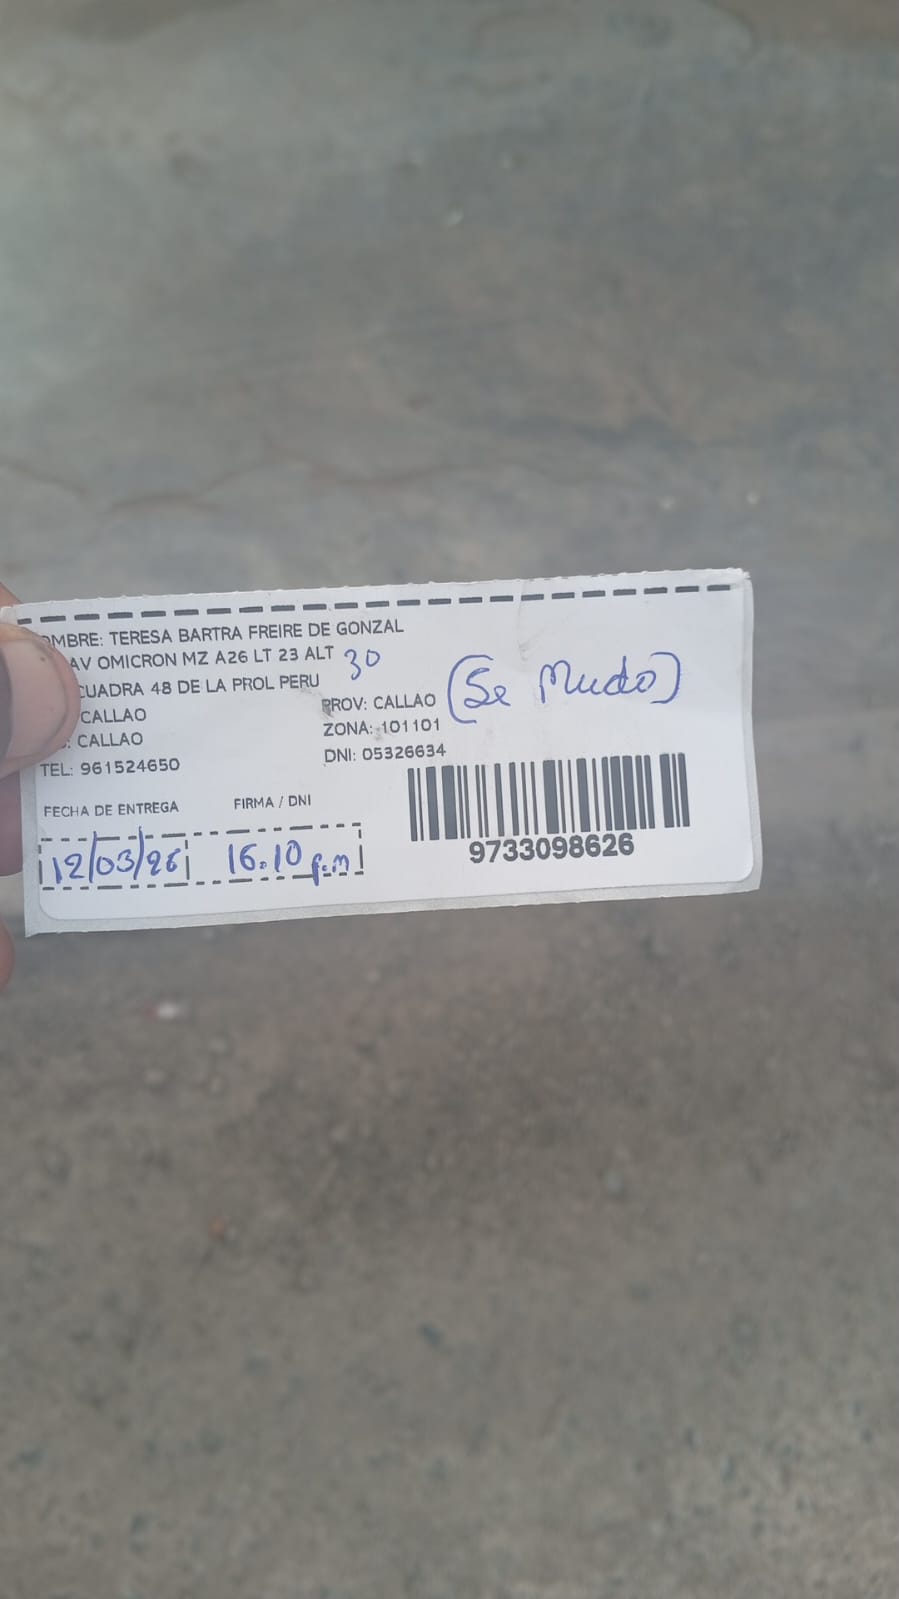 OMBRE: TERESA BARTRA FREIRE DE GONZAL
AV OMICRON MZ A26 LT 23 ALT 30
CUADRA 48 DE LA PROL PERU
CALLAO PROV: CALLAO (Se Mudo)
: CALLAO ZONA: 101101
TEL: 961524650 DNI: 05326634
FECHA DE ENTREGA FIRMA / DNI
12/03/26 16.10 p.m
9733098626